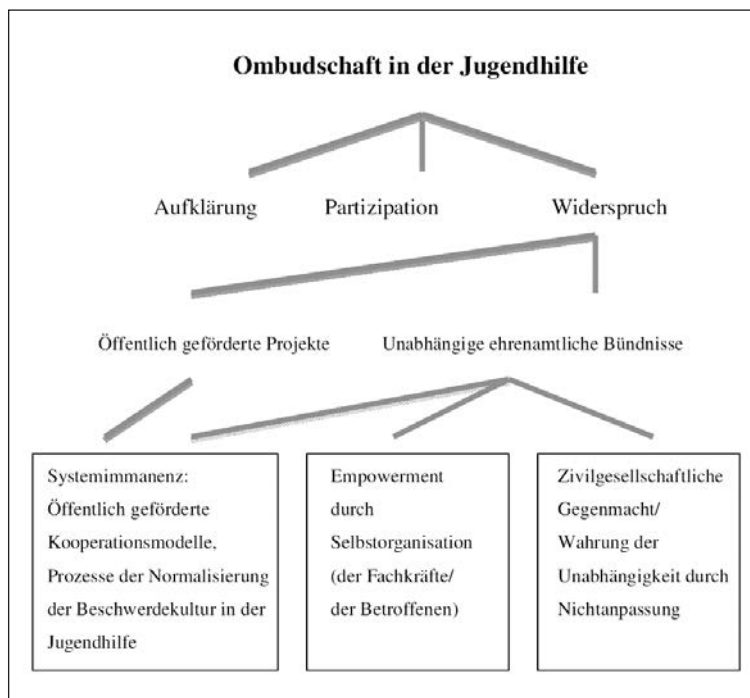 Ombudschaft in der Jugendhilfe
Aufklärung Partizipation Widerspruch
Öffentlich geförderte Projekte Unabhängige ehrenamtliche Bündnisse
Systemimmanenz:
Öffentlich geförderte
Kooperationsmodelle,
Prozesse der Normalisierung
der Beschwerdekultur in der
Jugendhilfe
Empowerment
durch
Selbstorganisation
(der Fachkräfte/
der Betroffenen)
Zivilgesellschaftliche
Gegenmacht/
Wahrung der
Unabhängigkeit durch
Nichtanpassung